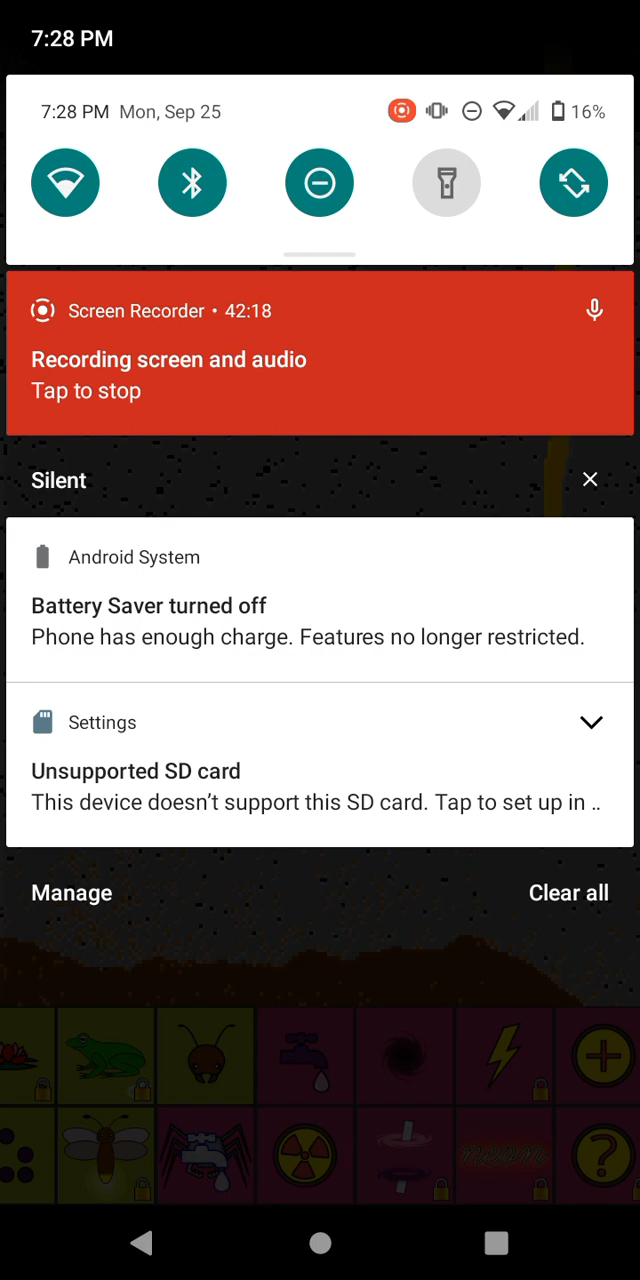 7:28 PM
7:28 PM Mon, Sep 25
16%
Screen Recorder • 42:18
Recording screen and audio
Tap to stop
Silent
Android System
Battery Saver turned off
Phone has enough charge. Features no longer restricted.
Settings
Unsupported SD card
This device doesn’t support this SD card. Tap to set up in ..
Manage
Clear all